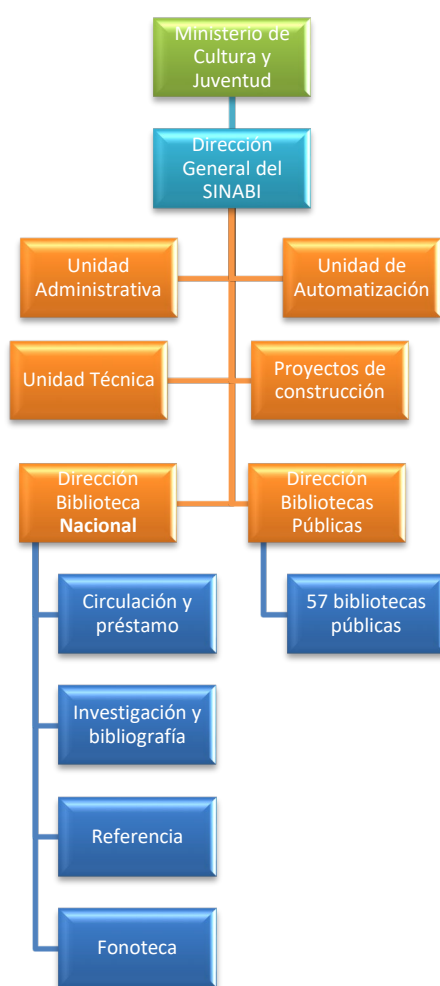 Ministerio de
Cultura y
Juventud
Dirección
General del
SINABI
Unidad
Administrativa
Unidad de
Automatización
Unidad Técnica
Proyectos de
construcción
Dirección
Biblioteca
Nacional
Dirección
Bibliotecas
Públicas
Circulación y
préstamo
57 bibliotecas
públicas
Investigación y
bibliografía
Referencia
Fonoteca